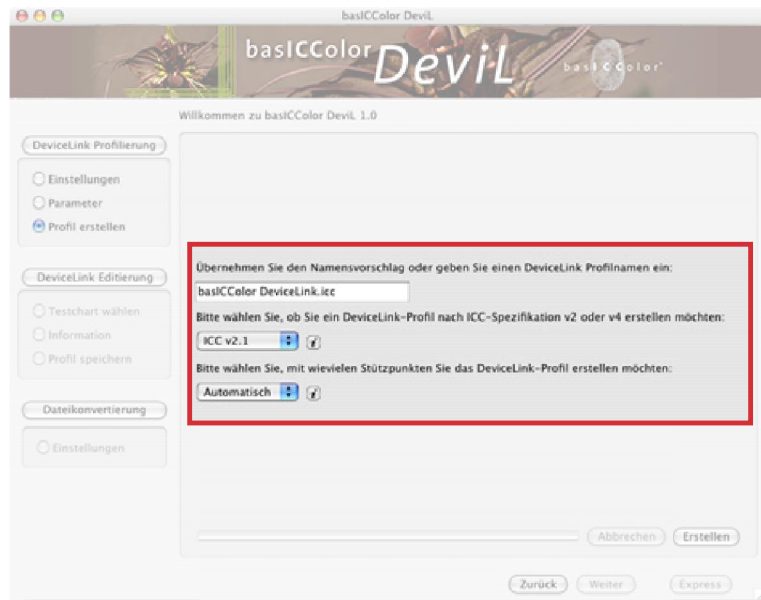 basICColor DeviL
basICColor DeviL
basICColor
Willkommen zu basICColor DeviL 1.0
DeviceLink Profilierung
Einstellungen
Parameter
Profil erstellen
DeviceLink Editierung
Testchart wählen
Information
Profil speichern
Dateikonvertierung
Einstellungen
Übernehmen Sie den Namensvorschlag oder geben Sie einen DeviceLink Profilnamen ein:
basICColor DeviceLink.icc
Bitte wählen Sie, ob Sie ein DeviceLink-Profil nach ICC-Spezifikation v2 oder v4 erstellen möchten:
ICC v2.1
Bitte wählen Sie, mit wievielen Stützpunkten Sie das DeviceLink-Profil erstellen möchten:
Automatisch
Abbrechen
Erstellen
Zurück
Weiter
Express